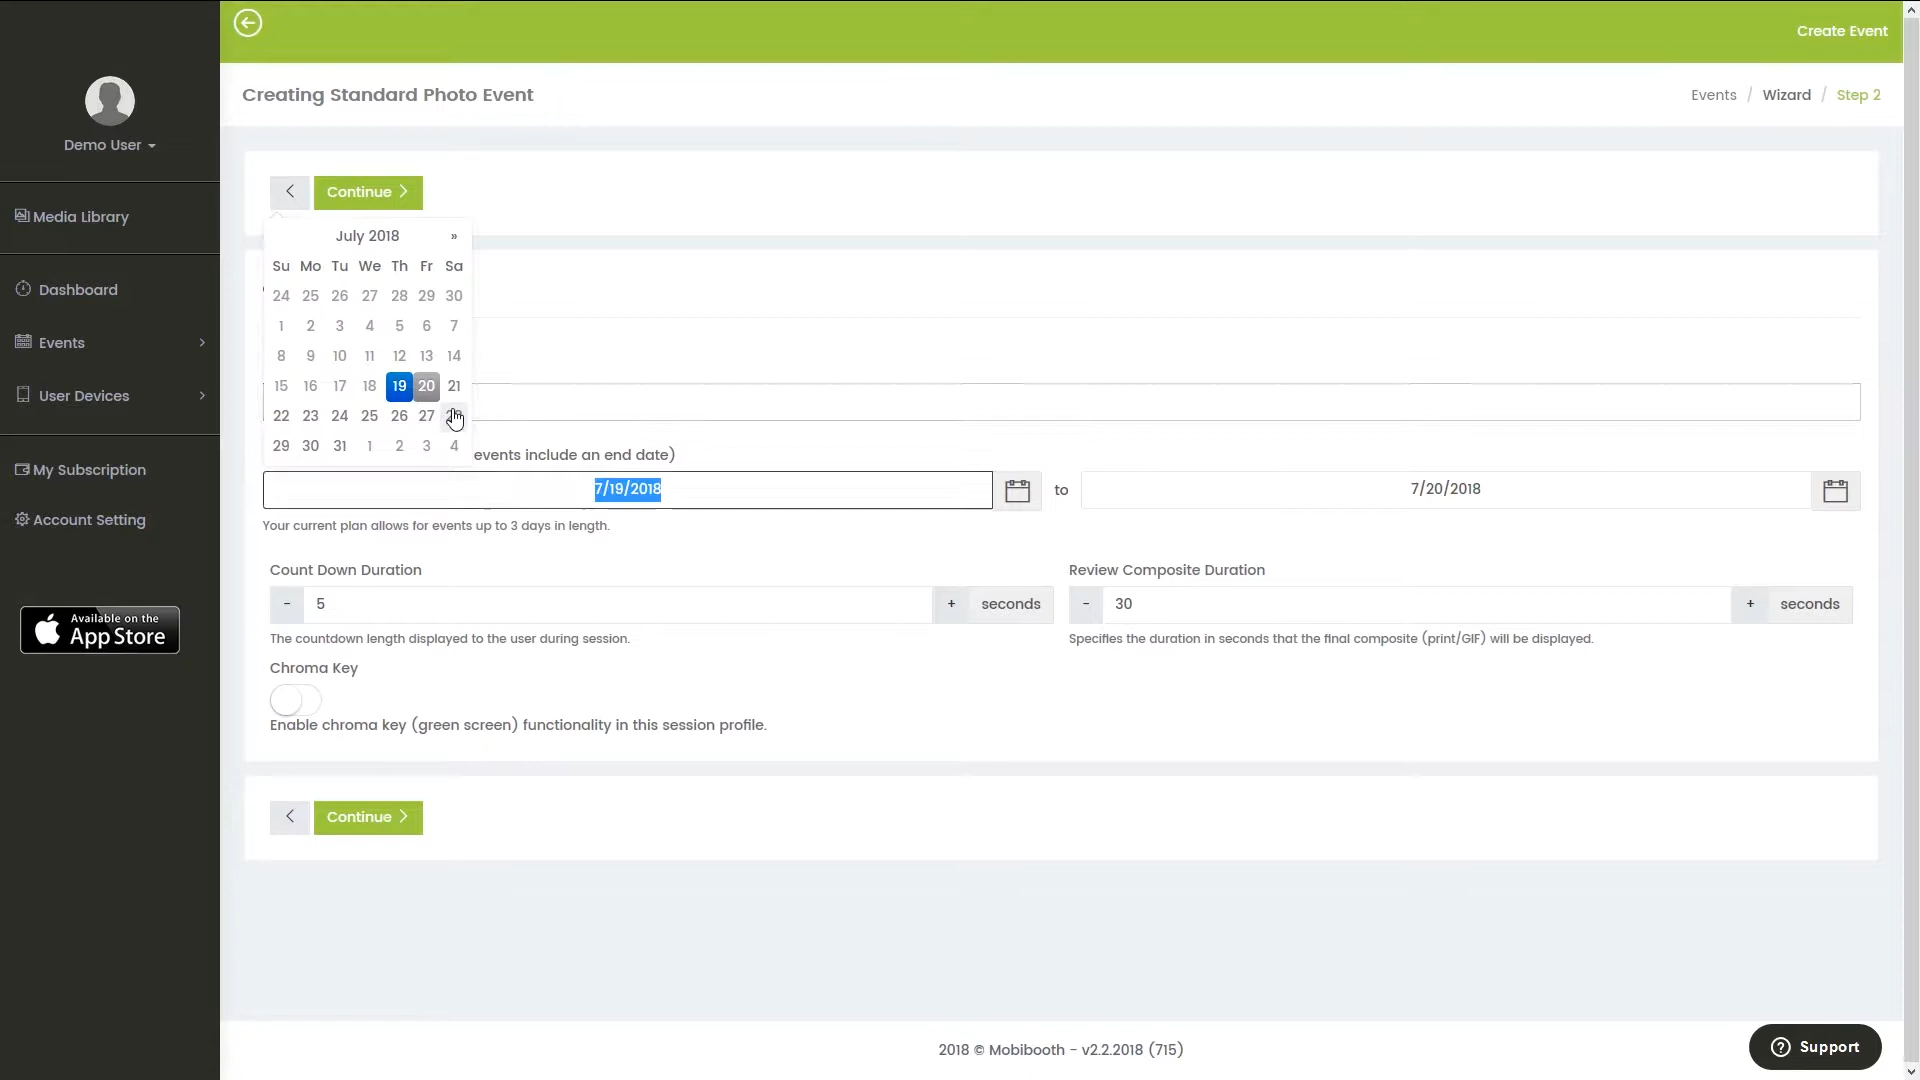 Create Event
Creating Standard Photo Event
Events / Wizard / Step 2
Demo User
Media Library
Dashboard
Events
User Devices
My Subscription
Account Setting
Available on the
App Store
Continue
July 2018 »
Su Mo Tu We Th Fr Sa
24 25 26 27 28 29 30
1 2 3 4 5 6 7
8 9 10 11 12 13 14
15 16 17 18 19 20 21
22 23 24 25 26 27
29 30 31 1 2 3 4
events include an end date)
7/19/2018 to 7/20/2018
Your current plan allows for events up to 3 days in length.
Count Down Duration
- 5 + seconds
The countdown length displayed to the user during session.
Review Composite Duration
- 30 + seconds
Specifies the duration in seconds that the final composite (print/GIF) will be displayed.
Chroma Key
Enable chroma key (green screen) functionality in this session profile.
Continue
2018 © Mobibooth - v2.2.2018 (715)
Support